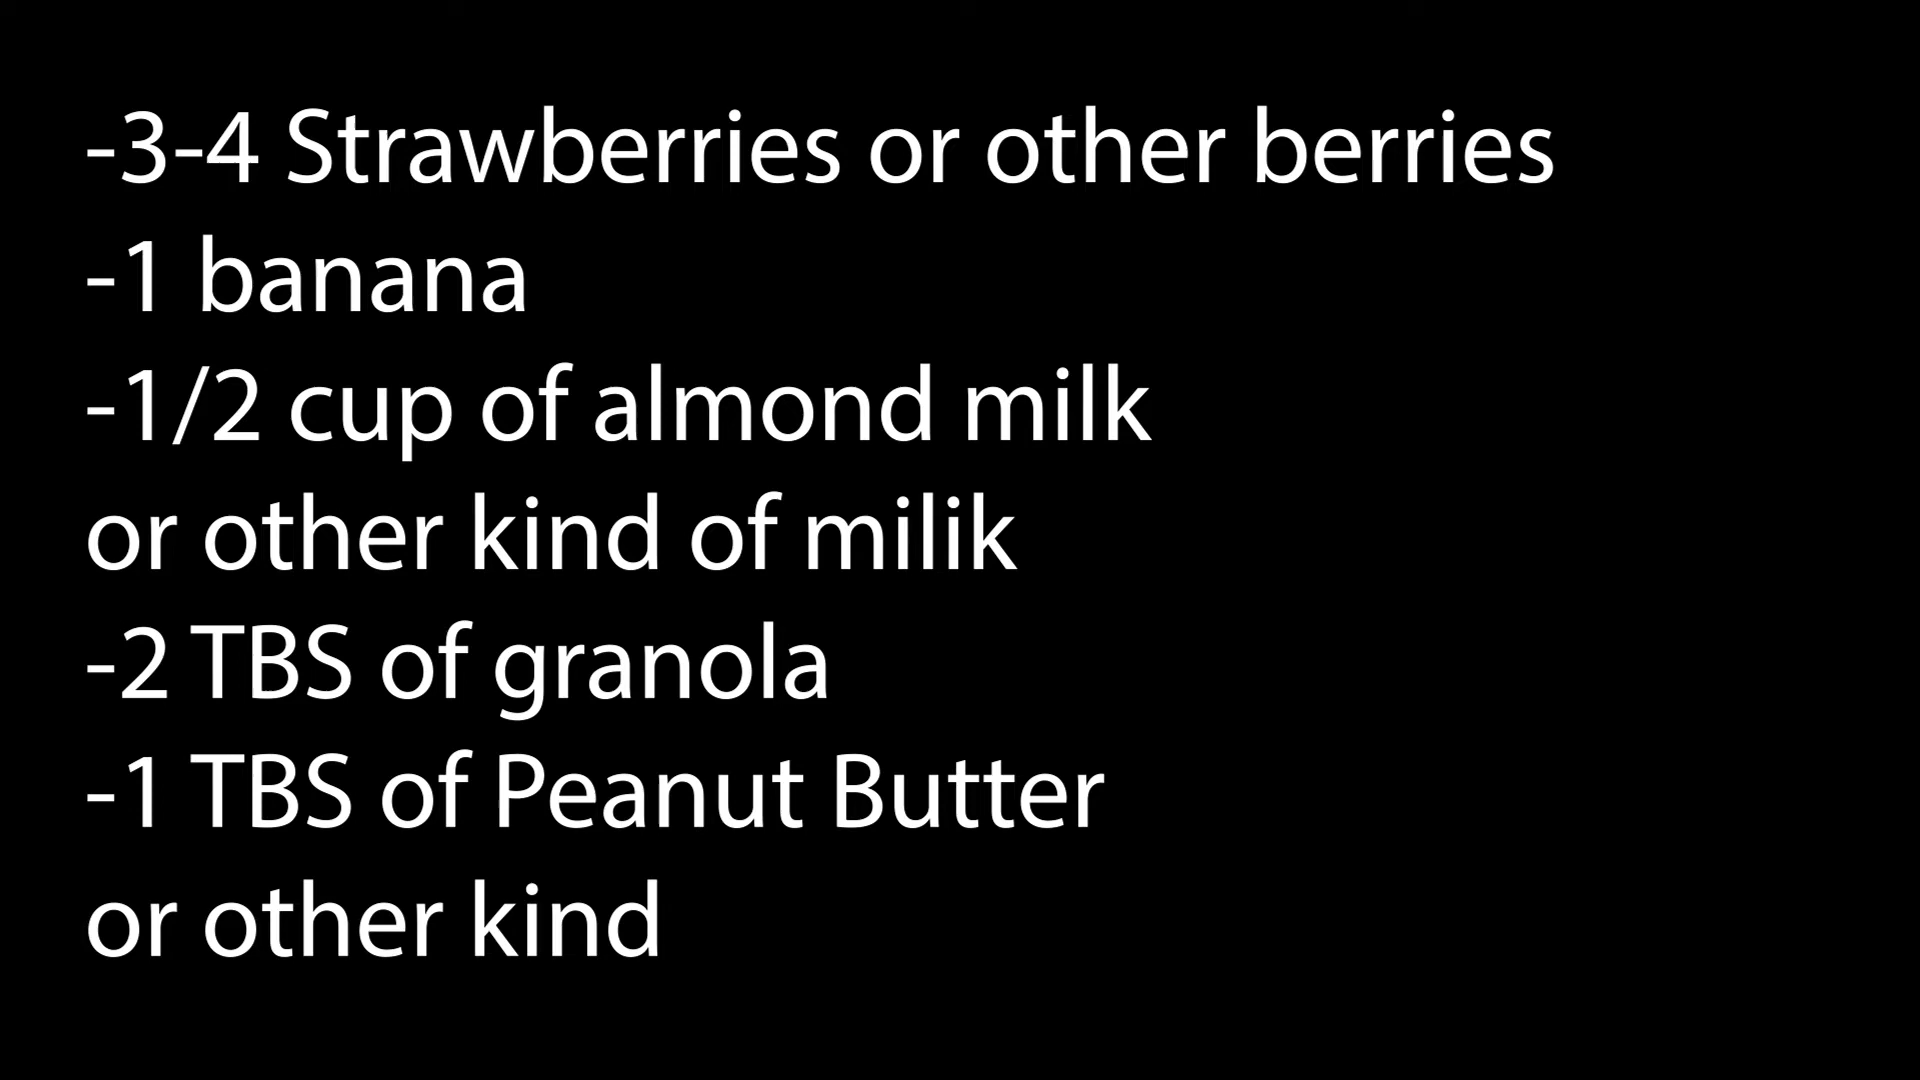 -3-4 Strawberries or other berries
-1 banana
-1/2 cup of almond milk
or other kind of milik
-2 TBS of granola
-1 TBS of Peanut Butter
or other kind